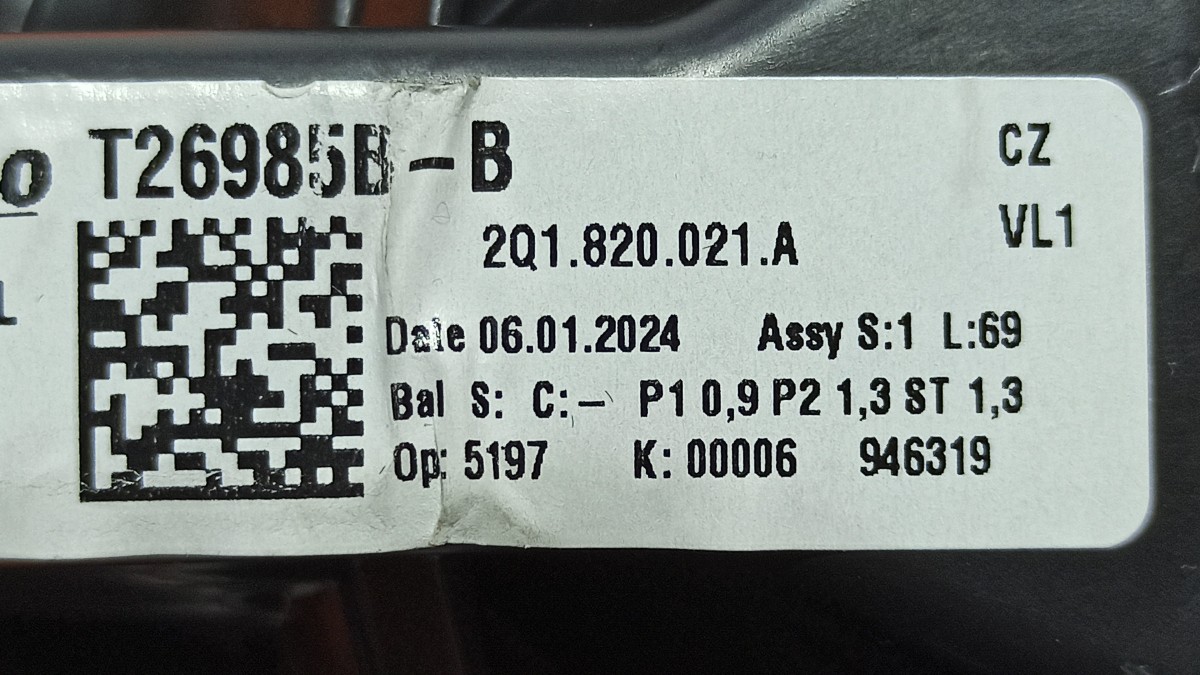 T26985B-B CZ
2Q1.820.021.A VL1
Date 06.01.2024 Assy S:1 L:69
Bal S: C:- P1 0,9 P2 1,3 ST 1,3
Op: 5197 K: 00006 946319